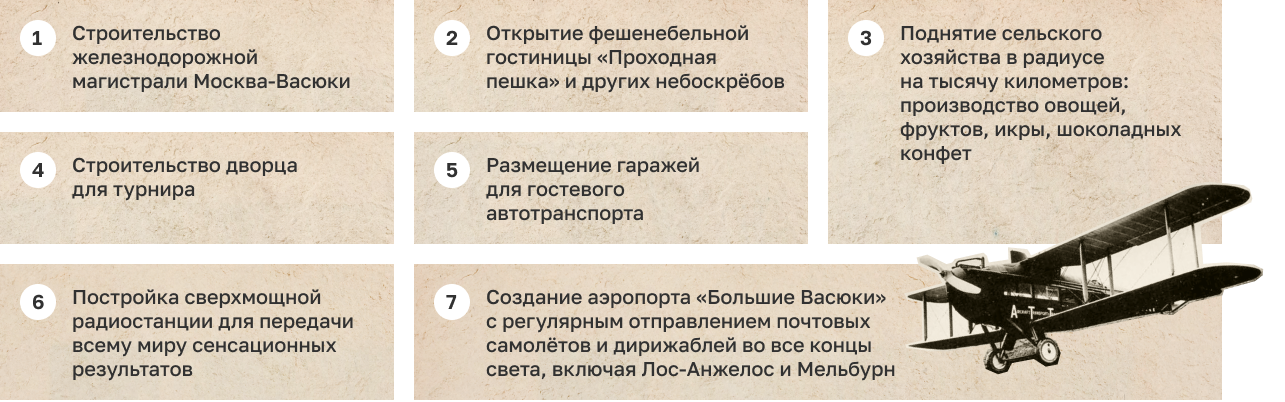 1
Строительство
железнодорожной
магистрали Москва-Васюки
2
Открытие фешенебельной
гостиницы «Проходная
пешка» и других небоскрёбов
3
Поднятие сельского
хозяйства в радиусе
на тысячу километров:
производство овощей,
фруктов, икры, шоколадных
конфет
4
Строительство дворца
для турнира
5
Размещение гаражей
для гостевого
автотранспорта
6
Постройка сверхмощной
радиостанции для передачи
всему миру сенсационных
результатов
7
Создание аэропорта «Большие Васюки»
с регулярным отправлением почтовых
самолётов и дирижаблей во все концы
света, включая Лос-Анжелос и Мельбурн